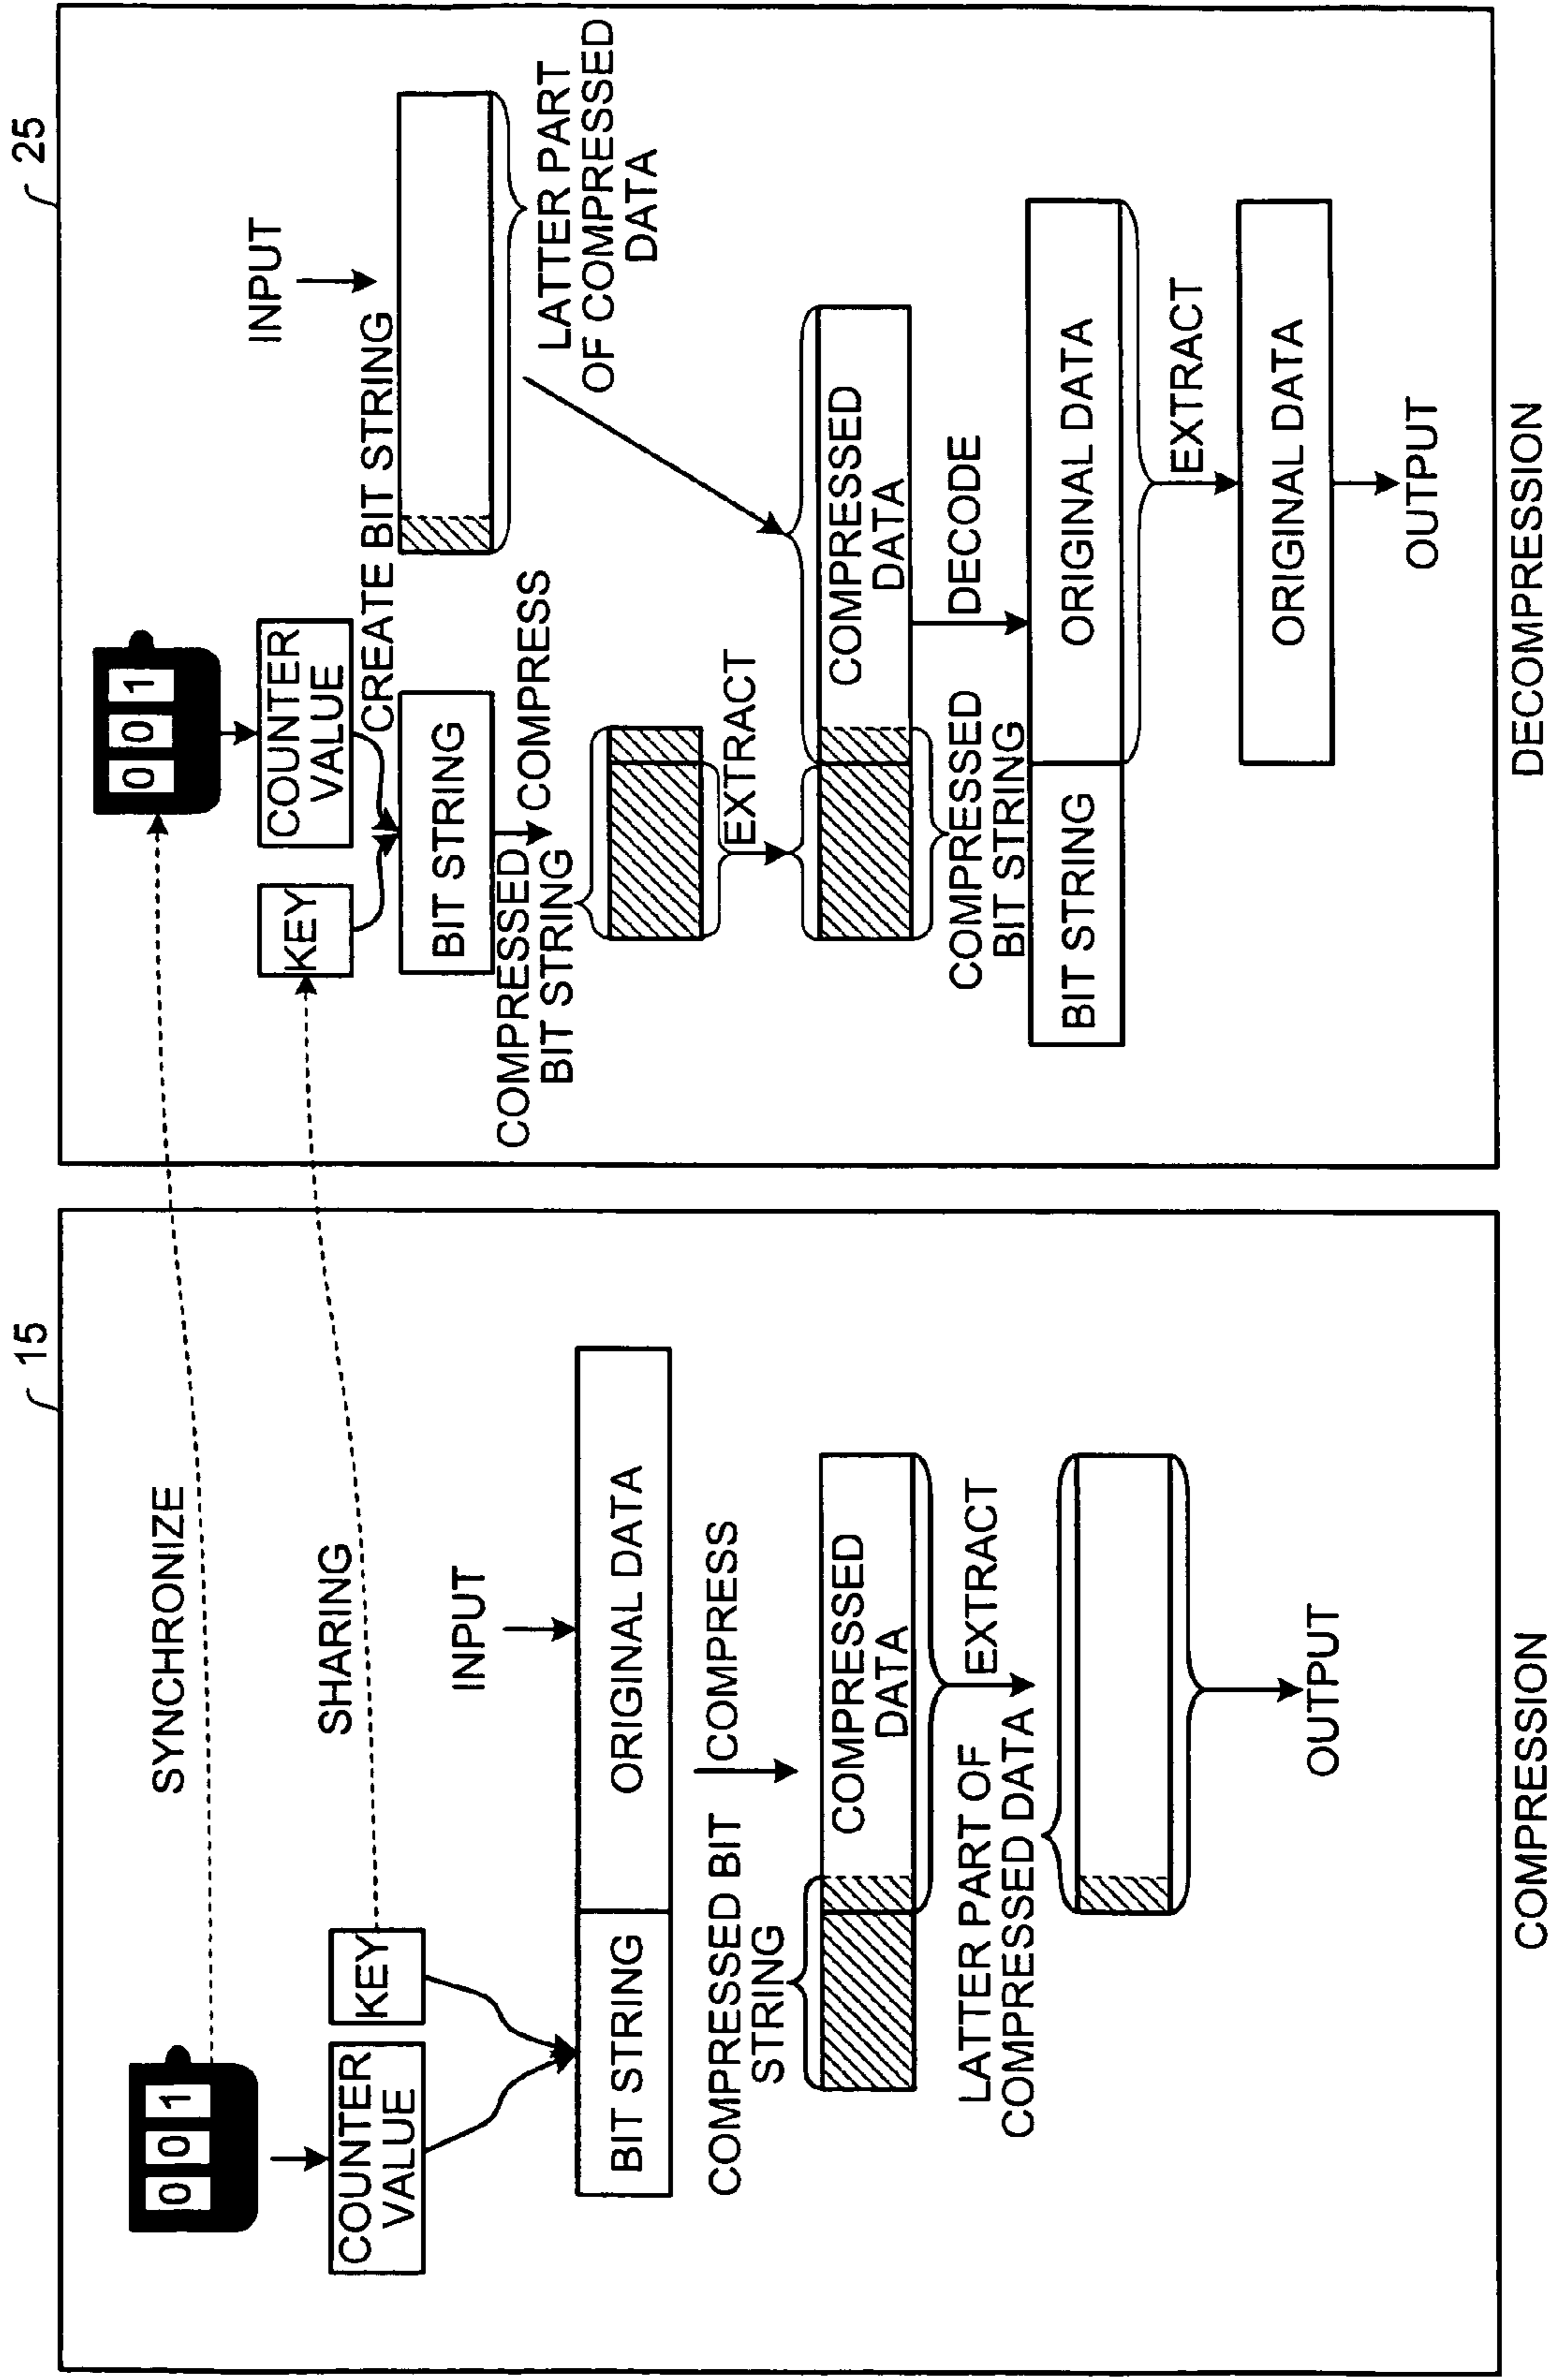 15
SYNCHRONIZE
0 0 1
SHARING
COUNTER
VALUE
KEY
INPUT
BIT STRING
ORIGINAL DATA
COMPRESSED BIT
STRING
COMPRESS
COMPRESSED
DATA
LATTER PART OF
COMPRESSED DATA
EXTRACT
OUTPUT
COMPRESSION
25
0 0 1
INPUT
KEY
COUNTER
VALUE
CREATE BIT STRING
BIT STRING
LATTER PART
OF COMPRESSED
DATA
COMPRESSED
BIT STRING
COMPRESS
EXTRACT
COMPRESSED
DATA
COMPRESSED
BIT STRING
DECODE
BIT STRING
ORIGINAL DATA
EXTRACT
ORIGINAL DATA
OUTPUT
DECOMPRESSION